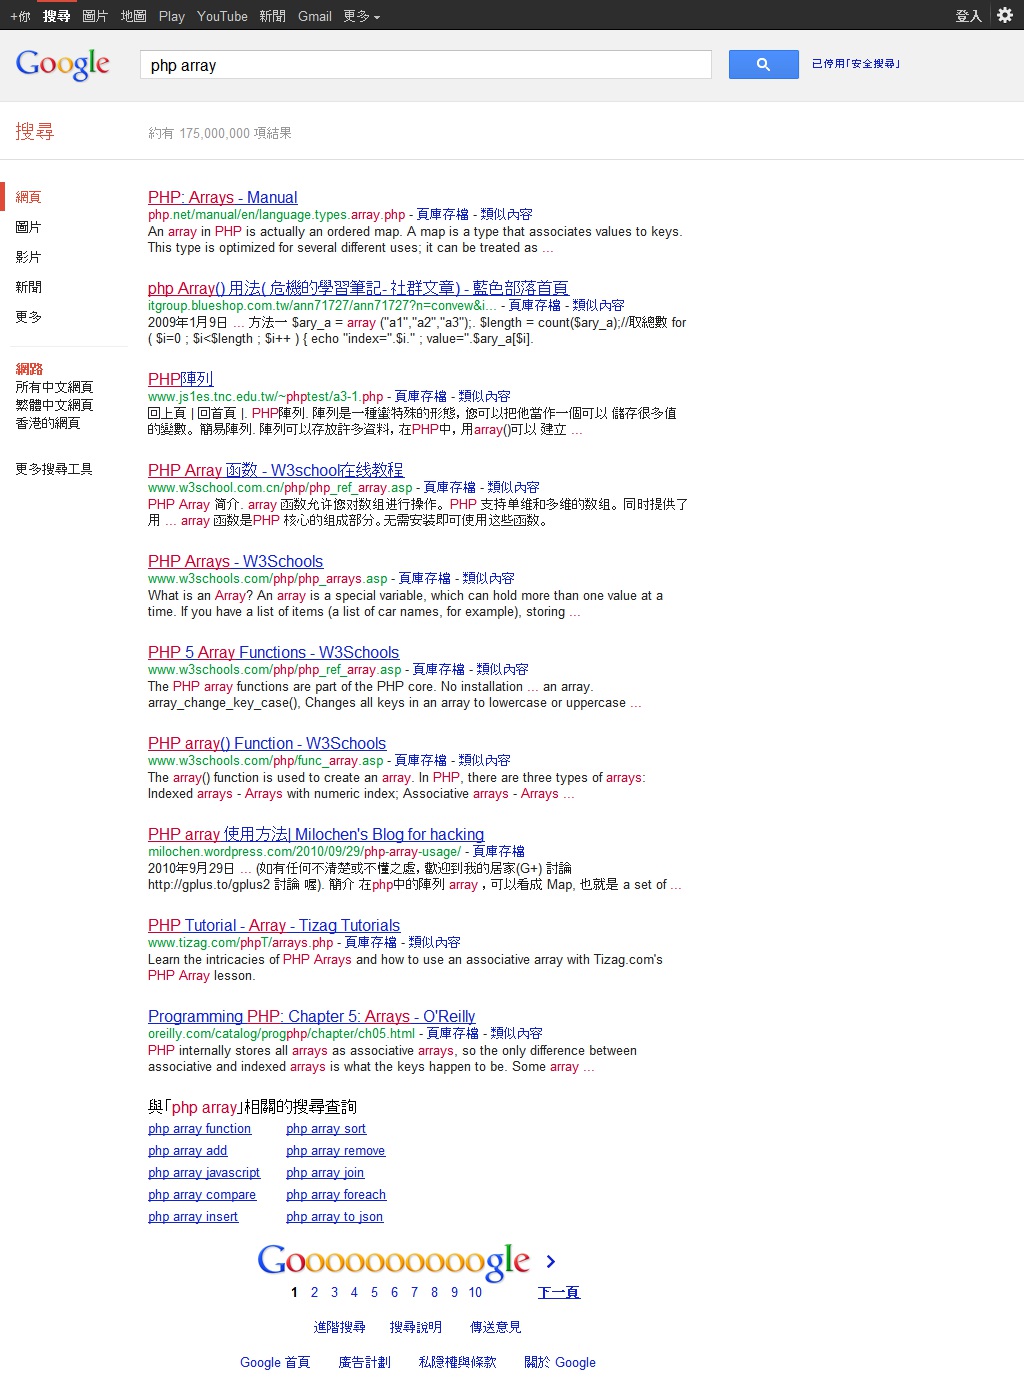 +你 搜尋 圖片 地圖 Play YouTube 新聞 Gmail 更多 登入
Google php array 已停用「安全搜尋」
搜尋 約有 175,000,000 項結果
網頁
圖片
影片
新聞
更多
網路
所有中文網頁
繁體中文網頁
香港的網頁
更多搜尋工具
PHP: Arrays - Manual
php.net/manual/en/language.types.array.php - 頁庫存檔 - 類似內容
An array in PHP is actually an ordered map. A map is a type that associates values to keys.
This type is optimized for several different uses; it can be treated as ...
php Array() 用法( 危機的學習筆記- 社群文章) - 藍色部落首頁
itgroup.blueshop.com.tw/ann71727/ann71727?n=convew&i... - 頁庫存檔 - 類似內容
2009年1月9日 ... 方法一 $ary_a = array ("a1","a2","a3");. $length = count($ary_a);//取總數 for
( $i=0 ; $i<$length ; $i++ ) { echo "index=".$i." ; value=".$ary_a[$i].
PHP陣列
www.js1es.tnc.edu.tw/~phptest/a3-1.php - 頁庫存檔 - 類似內容
回上頁 | 回首頁 |. PHP陣列. 陣列是一種蠻特殊的形態，您可以把他當作一個可以 儲存很多值
的變數。 簡易陣列. 陣列可以存放許多資料，在PHP中，用array()可以 建立 ...
PHP Array 函数 - W3school在线教程
www.w3school.com.cn/php/php_ref_array.asp - 頁庫存檔 - 類似內容
PHP Array 简介. array 函数允许您对数组进行操作。 PHP 支持单维和多维的数组。 同时提供了
用 ... array 函数是PHP 核心的组成部分。无需安装即可使用这些函数。
PHP Arrays - W3Schools
www.w3schools.com/php/php_arrays.asp - 頁庫存檔 - 類似內容
What is an Array? An array is a special variable, which can hold more than one value at a
time. If you have a list of items (a list of car names, for example), storing ...
PHP 5 Array Functions - W3Schools
www.w3schools.com/php/php_ref_array.asp - 頁庫存檔 - 類似內容
The PHP array functions are part of the PHP core. No installation ... an array.
array_change_key_case(), Changes all keys in an array to lowercase or uppercase ...
PHP array() Function - W3Schools
www.w3schools.com/php/func_array.asp - 頁庫存檔 - 類似內容
The array() function is used to create an array. In PHP, there are three types of arrays:
Indexed arrays - Arrays with numeric index; Associative arrays - Arrays ...
PHP array 使用方法| Milochen's Blog for hacking
milochen.wordpress.com/2010/09/29/php-array-usage/ - 頁庫存檔
2010年9月29日 ... (如有任何不清楚或不懂之處，歡迎到我的居家(G+) 討論
http://gplus.to/gplus2 討論 喔). 簡介 在php中的陣列 array ，可以看成 Map, 也就是 a set of ...
PHP Tutorial - Array - Tizag Tutorials
www.tizag.com/phpT/arrays.php - 頁庫存檔 - 類似內容
Learn the intricacies of PHP Arrays and how to use an associative array with Tizag.com's
PHP Array lesson.
Programming PHP: Chapter 5: Arrays - O'Reilly
oreilly.com/catalog/progphp/chapter/ch05.html - 頁庫存檔 - 類似內容
PHP internally stores all arrays as associative arrays, so the only difference between
associative and indexed arrays is what the keys happen to be. Some array ...
與「php array」相關的搜尋查詢
php array function php array sort
php array add php array remove
php array javascript php array join
php array compare php array foreach
php array insert php array to json
Goooooooooogle
1 2 3 4 5 6 7 8 9 10 下一頁
進階搜尋 搜尋說明 傳送意見
Google 首頁 廣告計劃 私隱權與條款 關於 Google